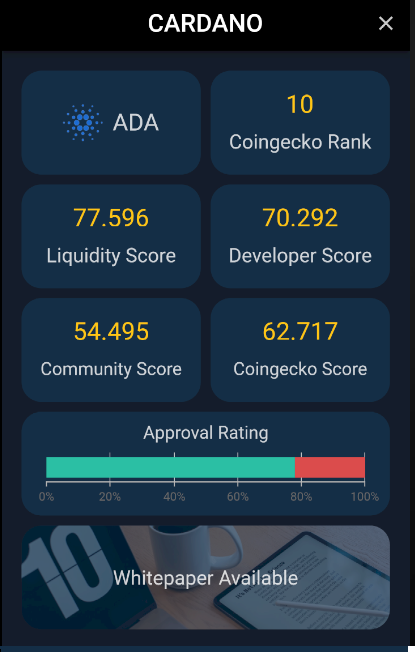 CARDANO
ADA
10
Coingecko Rank
77.596
Liquidity Score
70.292
Developer Score
54.495
Community Score
62.717
Coingecko Score
Approval Rating
0% 20% 40% 60% 80% 100%
10
Whitepaper Available